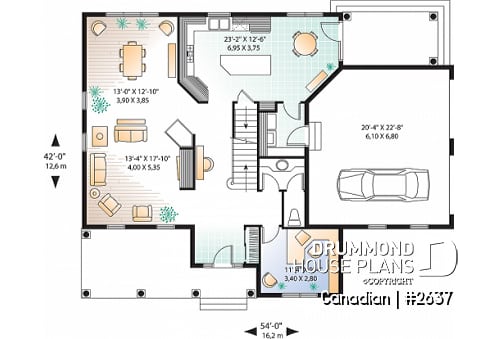 23'-2" X 12'-6"
6,95 X 3,75
13'-0" X 12'-10"
3,90 X 3,85
20'-4" X 22'-8"
6,10 X 6,80
42'-0"
12,6 m
13'-4" X 17'-10"
4,00 X 5,35
DRUMMOND
HOUSE PLANS
©COPYRIGHT
3,40 X 2,80
Canadian | #2637
54'-0"
16,2 m